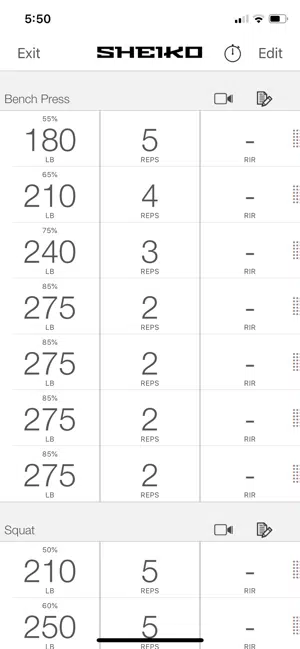 5:50
Exit SHEIKO Edit
Bench Press
55%
180 5 -
LB REPS RIR
65%
210 4 -
LB REPS RIR
75%
240 3 -
LB REPS RIR
85%
275 2 -
LB REPS RIR
85%
275 2 -
LB REPS RIR
85%
275 2 -
LB REPS RIR
85%
275 2 -
LB REPS RIR
Squat
50%
210 5 -
LB REPS RIR
60%
250 5 -
LB REPS RIR